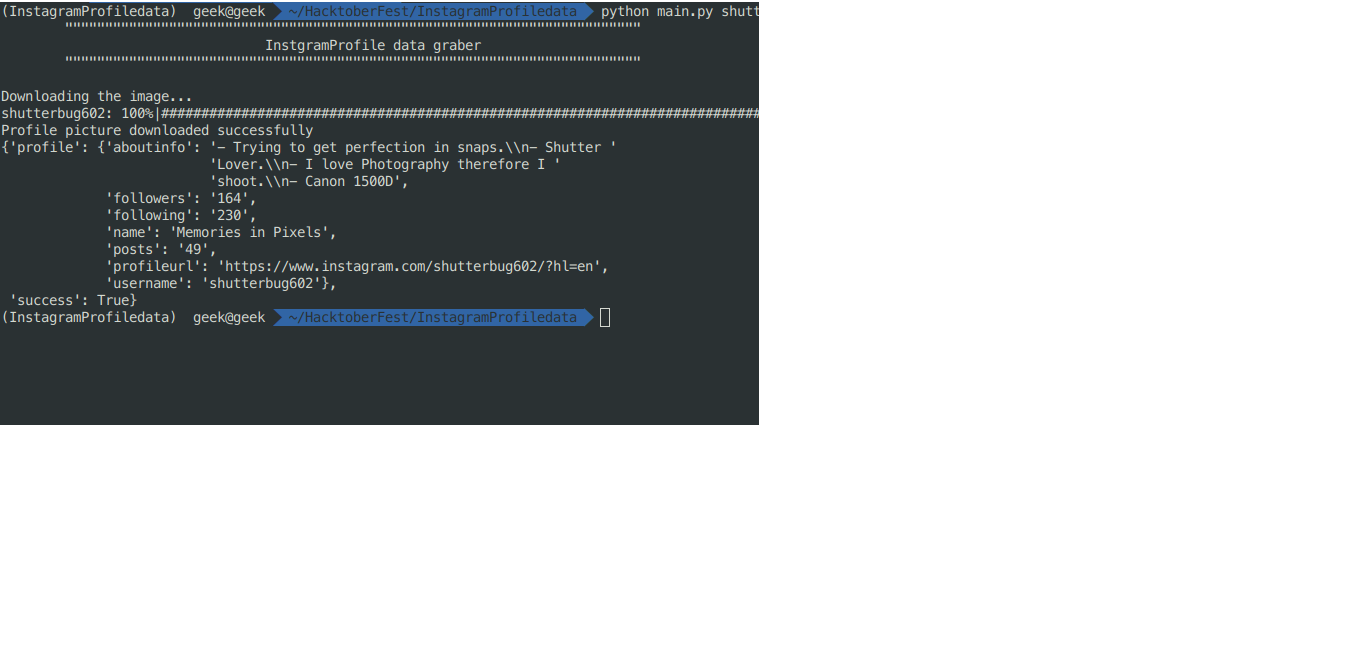 (InstagramProfiledata)  geek@geek  ~/HacktoberFest/InstagramProfiledata  python main.py shutt
""""""""""""""""""""""""""""""""""""""""""""""""""""""""""""""""""""""""
InstgramProfile data graber
""""""""""""""""""""""""""""""""""""""""""""""""""""""""""""""""""""""""
Downloading the image...
shutterbug602: 100%|###########################################################################
Profile picture downloaded successfully
{'profile': {'aboutinfo': '- Trying to get perfection in snaps.\\n- Shutter '
'Lover.\\n- I love Photography therefore I '
'shoot.\\n- Canon 1500D',
'followers': '164',
'following': '230',
'name': 'Memories in Pixels',
'posts': '49',
'profileurl': 'https://www.instagram.com/shutterbug602/?hl=en',
'username': 'shutterbug602'},
'success': True}
(InstagramProfiledata)  geek@geek  ~/HacktoberFest/InstagramProfiledata